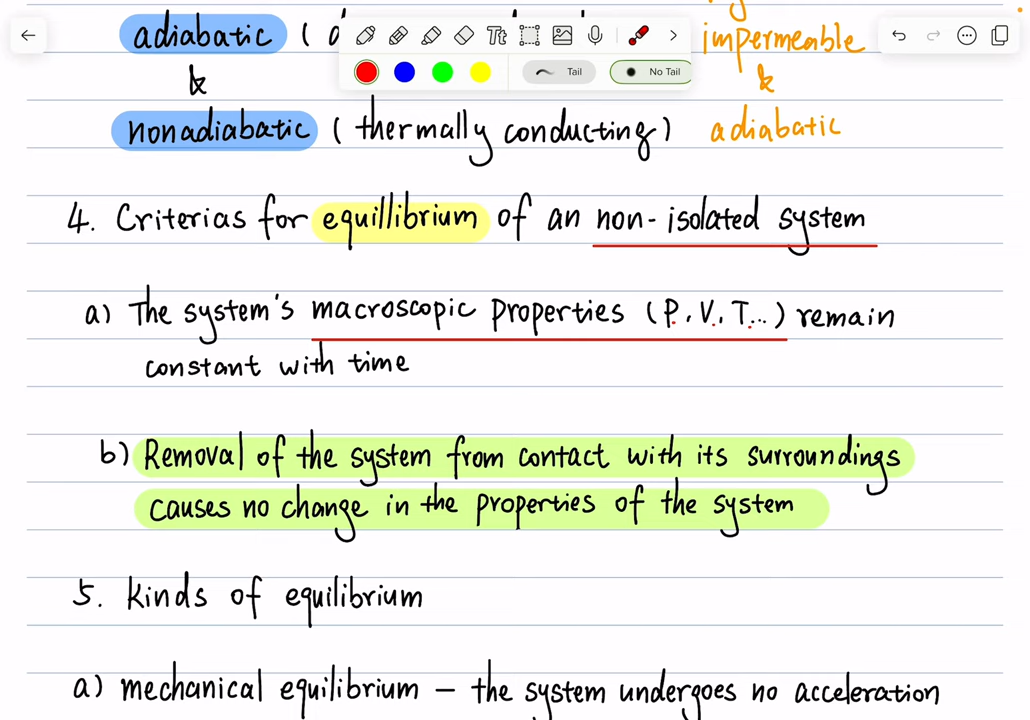 adiabatic (
impermeable
&
&
nonadiabatic ( thermally conducting) adiabatic
Tt
Tail
No Tail
4. Criterias for equillibrium of an non-isolated system
a) The system's macroscopic properties (P.V.T...) remain
constant with time
b) Removal of the system from contact with its surroundings
causes no change in the properties of the system
5. Kinds of equilibrium
a) mechanical equilibrium – the system undergoes no acceleration